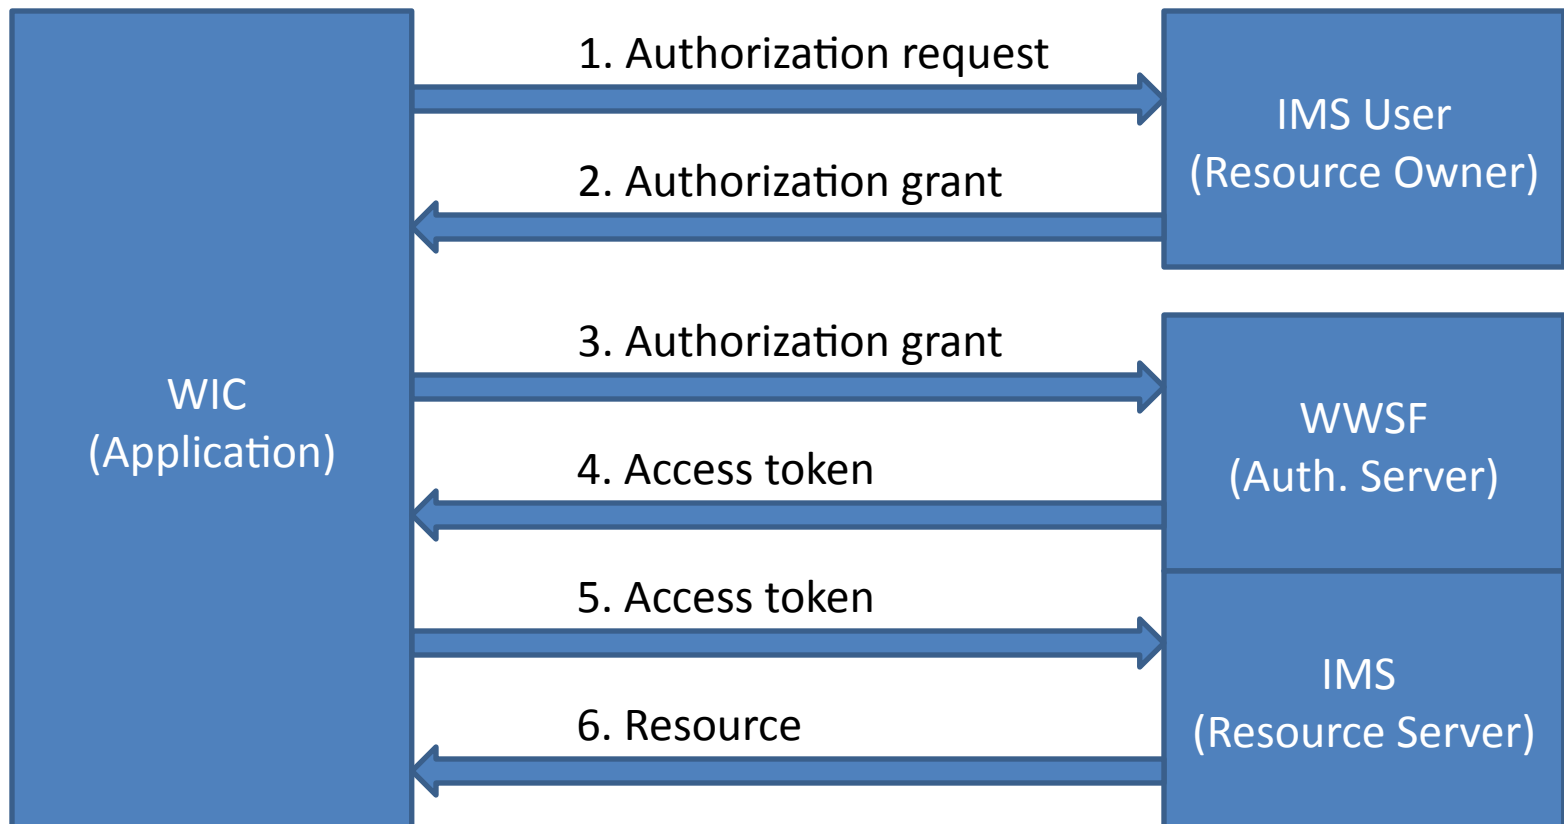 1. Authorization request
IMS User
(Resource Owner)
2. Authorization grant
3. Authorization grant
WIC
(Application)
WWSF
(Auth. Server)
4. Access token
5. Access token
IMS
(Resource Server)
6. Resource